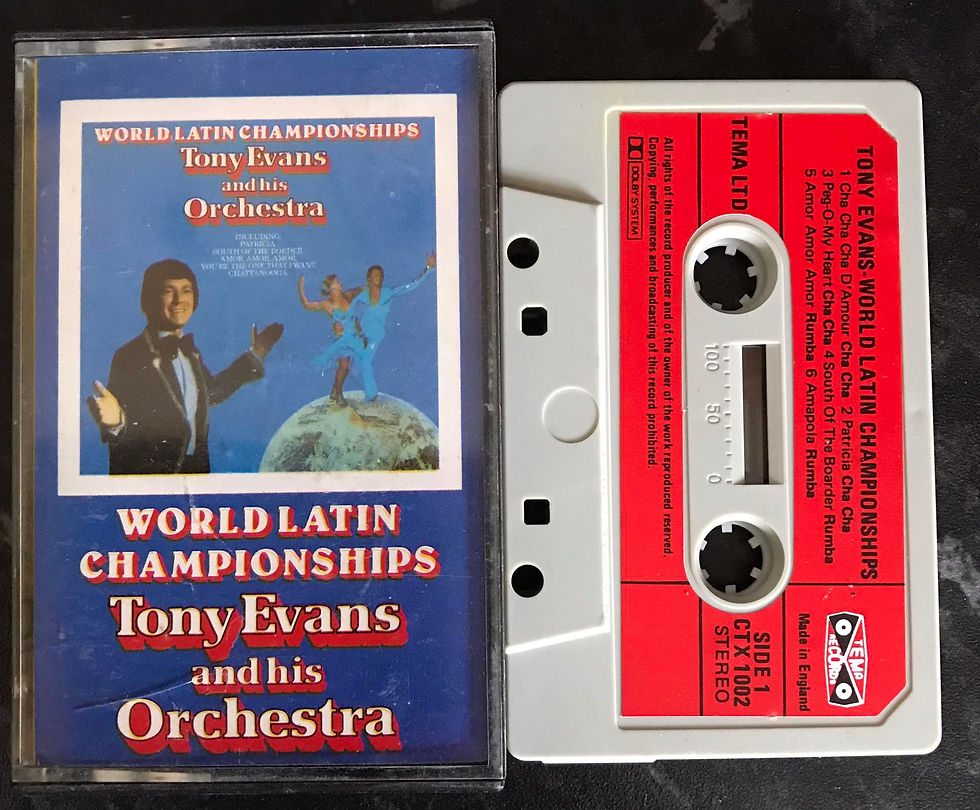 WORLD LATIN CHAMPIONSHIPS
Tony Evans
and his
Orchestra
INCLUDING:
PATRICIA
SOUTH OF THE BORDER
AMOR, AMOR, AMOR
YOU'RE THE ONE THAT I WANT
CHATTANOOGA
WORLD LATIN
CHAMPIONSHIPS
Tony Evans
and his
Orchestra
TONY EVANS-WORLD LATIN CHAMPIONSHIPS
1 Cha Cha Cha D'Amour Cha Cha 2 Patricia Cha Cha
3 Peg-O-My Heart Cha Cha 4 South Of The Boarder Rumba
5 Amor Amor Amor Rumba 6 Amapola Rumba
TEMA LTD
All rights of the record producer and of the owner of the work reproduced reserved.
Copying, performances and broadcasting of this record prohibited.
DOLBY SYSTEM
100 50 0
TEMA
RECORDS
Made in England
SIDE 1
CTX 1002
STEREO